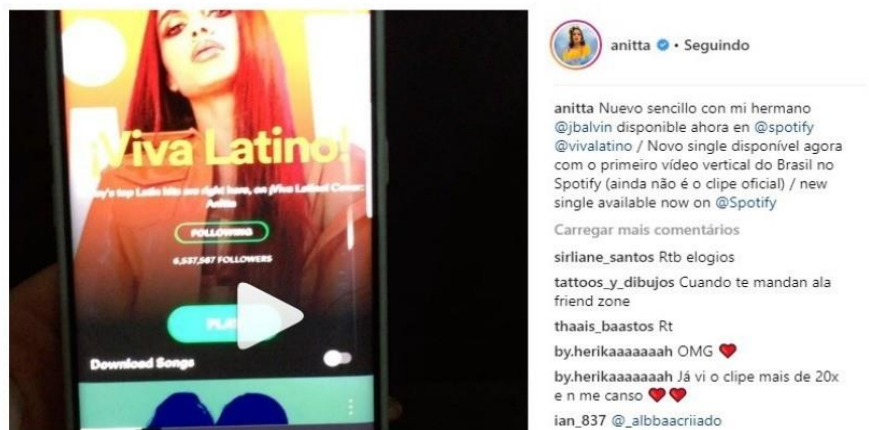 ¡Viva Latino!
top Latin hits are right here, on ¡Viva Latino! Cover:
Anitta
FOLLOWING
6,537,567 FOLLOWERS
PLAY
Download Songs
anitta • Seguindo
anitta Nuevo sencillo con mi hermano
@jbalvin disponible ahora en @spotify
@vivalatino / Novo single disponível agora
com o primeiro vídeo vertical do Brasil no
Spotify (ainda não é o clipe oficial) / new
single available now on @Spotify
Carregar mais comentários
sirliane_santos Rtb elogios
tattoos_y_dibujos Cuando te mandan ala
friend zone
thaais_baastos Rt
by.herikaaaaaaah OMG ❤
by.herikaaaaaaah Já vi o clipe mais de 20x
e n me canso ❤❤
ian_837 @_albbaacriiado